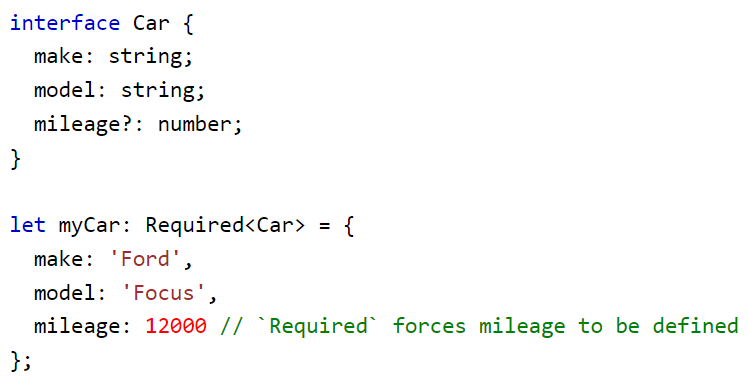 interface Car {
  make: string;
  model: string;
  mileage?: number;
}

let myCar: Required<Car> = {
  make: 'Ford',
  model: 'Focus',
  mileage: 12000 // `Required` forces mileage to be defined
};